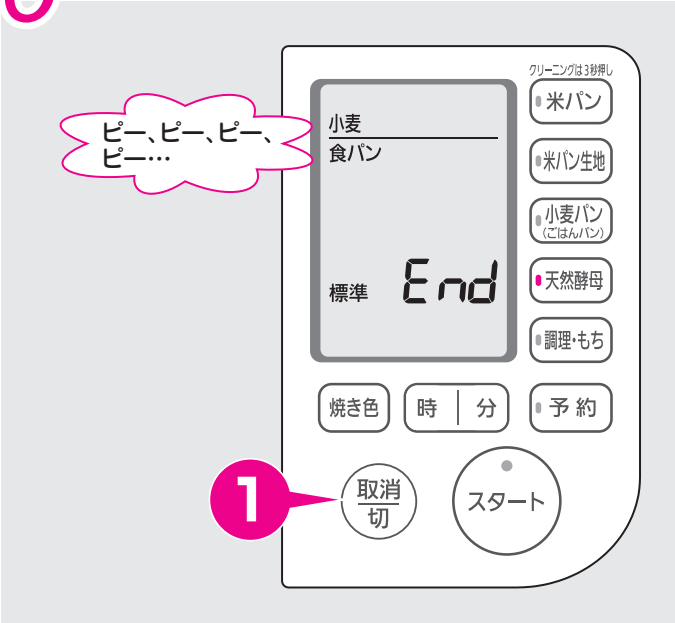 クリーニングは3秒押し
ピー、ピー、ピー、
ピー…
小麦
食パン
標準 End
米パン
米パン生地
小麦パン
(ごはんパン)
天然酵母
調理・もち
焼き色 時 分 予約
1
取消
切
スタート